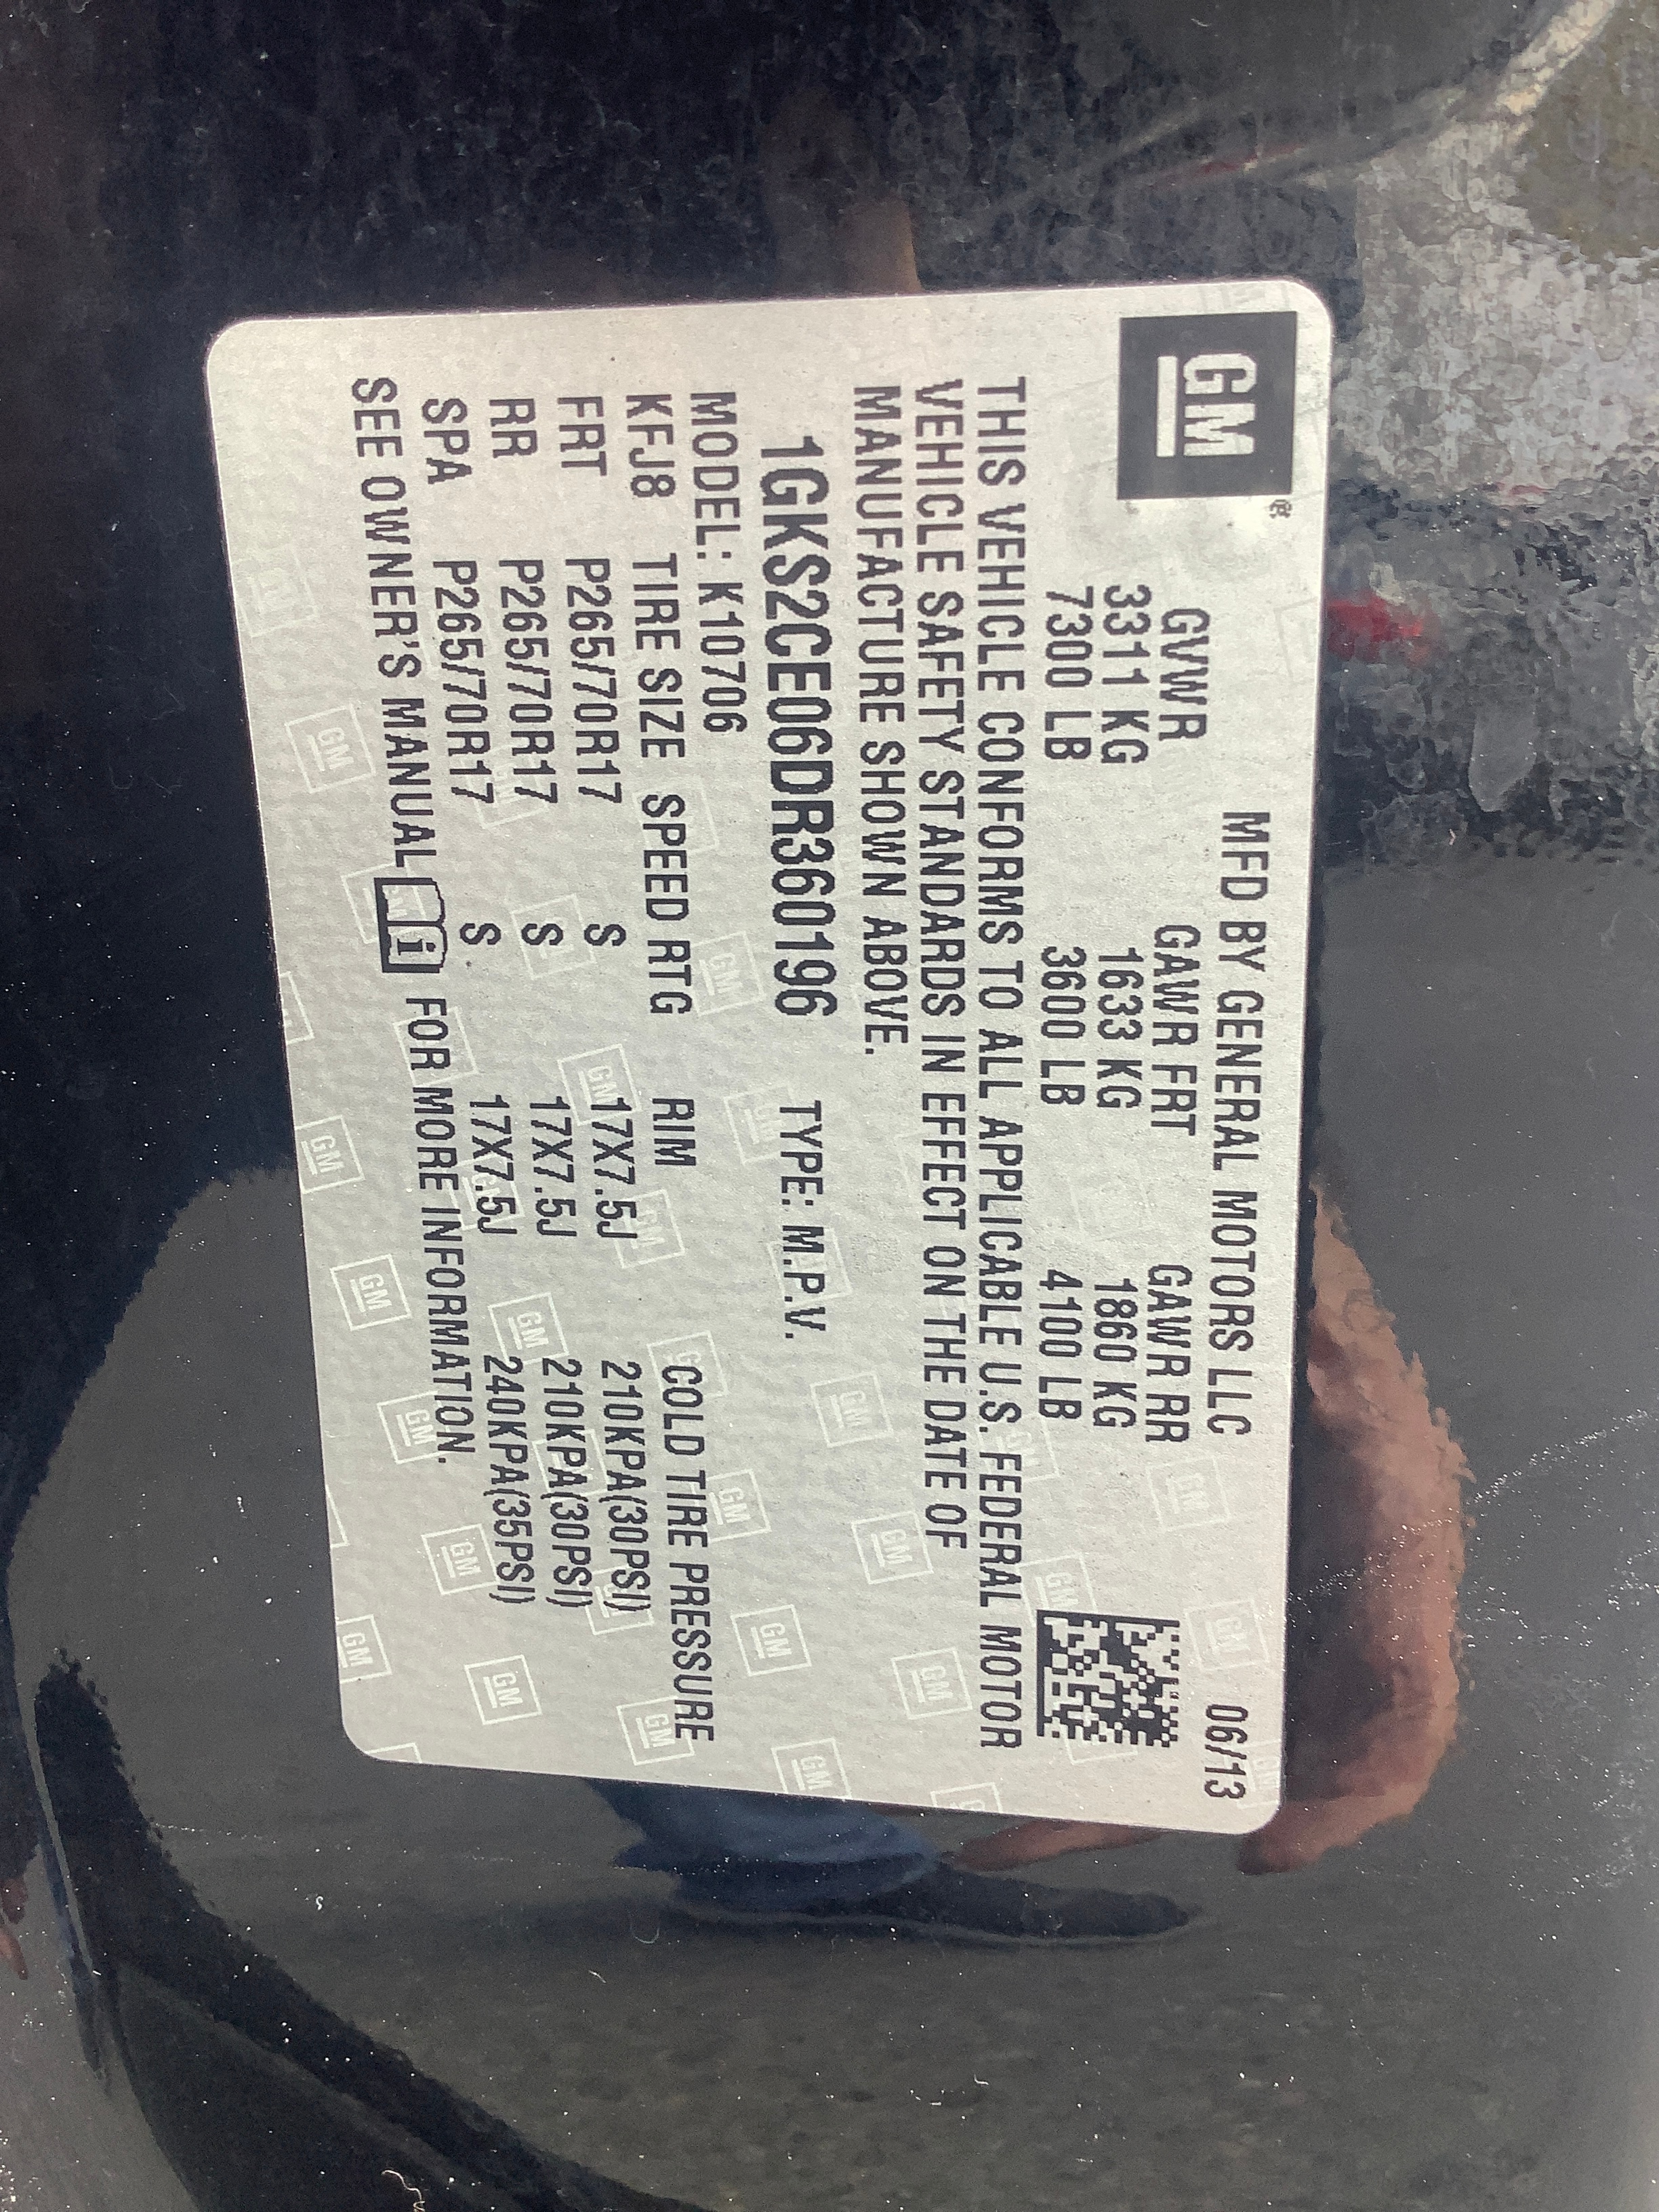 GM®
MFD BY GENERAL MOTORS LLC 06/13
GVWR GAWR FRT GAWR RR
3311 KG 1633 KG 1860 KG
7300 LB 3600 LB 4100 LB
THIS VEHICLE CONFORMS TO ALL APPLICABLE U.S. FEDERAL MOTOR
VEHICLE SAFETY STANDARDS IN EFFECT ON THE DATE OF
MANUFACTURE SHOWN ABOVE.
1GKS2CE06DR360196 TYPE: M.P.V.
MODEL: K10706
KFJ8 TIRE SIZE SPEED RTG RIM COLD TIRE PRESSURE
FRT P265/70R17 S 17X7.5J 210KPA(30PSI)
RR P265/70R17 S 17X7.5J 210KPA(30PSI)
SPA P265/70R17 S 17X7.5J 240KPA(35PSI)
SEE OWNER'S MANUAL i FOR MORE INFORMATION.